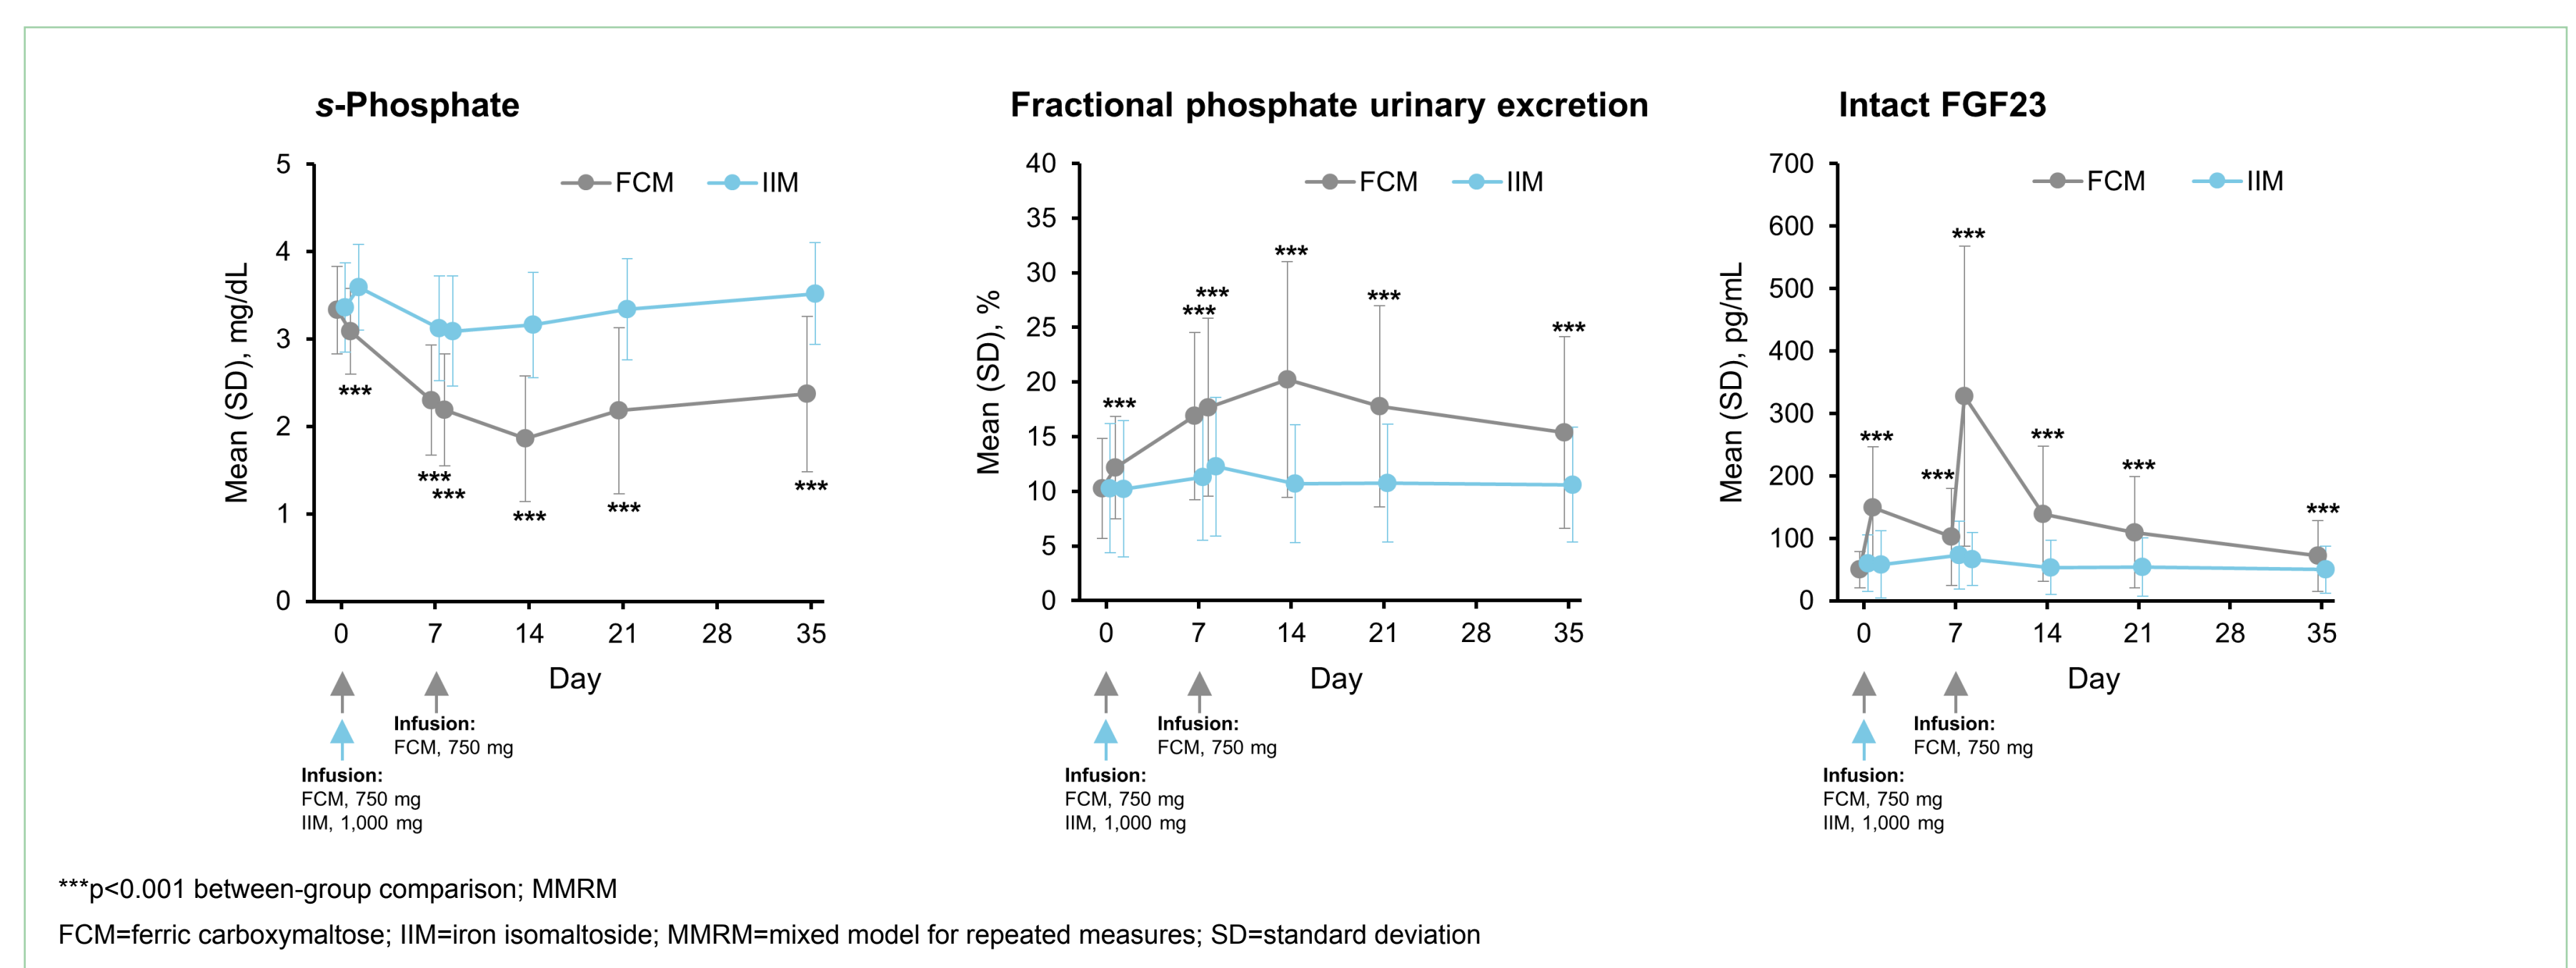 s-Phosphate
5
4
3
2
1
0
Mean (SD), mg/dL
FCM
IIM
***
***
***
***
***
***
0 7 14 21 28 35
Day
Infusion:
FCM, 750 mg
Infusion:
FCM, 750 mg
IIM, 1,000 mg
Fractional phosphate urinary excretion
40
35
30
25
20
15
10
5
0
Mean (SD), %
FCM
IIM
***
***
***
***
***
***
0 7 14 21 28 35
Day
Infusion:
FCM, 750 mg
Infusion:
FCM, 750 mg
IIM, 1,000 mg
Intact FGF23
700
600
500
400
300
200
100
0
Mean (SD), pg/mL
FCM
IIM
***
***
***
***
***
***
0 7 14 21 28 35
Day
Infusion:
FCM, 750 mg
Infusion:
FCM, 750 mg
IIM, 1,000 mg
***p<0.001 between-group comparison; MMRM
FCM=ferric carboxymaltose; IIM=iron isomaltoside; MMRM=mixed model for repeated measures; SD=standard deviation